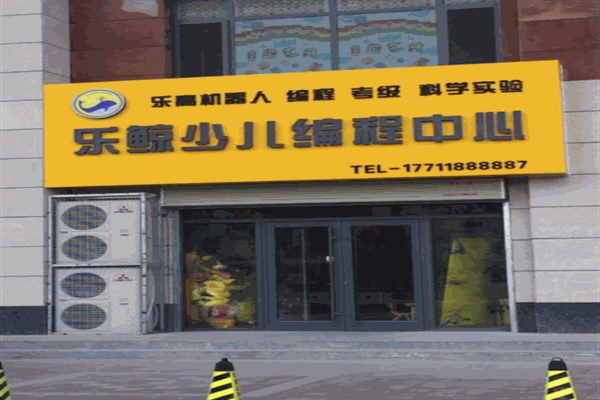 乐高机器人 编程 考级 科学实验
乐鲸少儿编程中心
TEL-17711888887